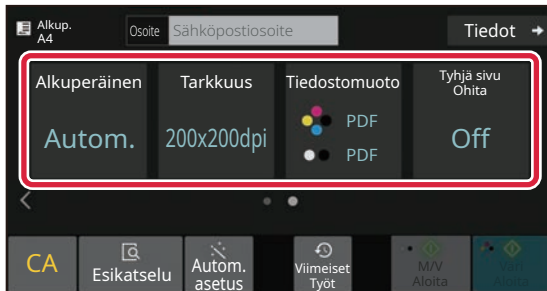 Alkup.
A4
Osoite
Sähköpostiosoite
Tiedot
Alkuperäinen
Autom.
Tarkkuus
200x200dpi
Tiedostomuoto
PDF
PDF
Tyhjä sivu
Ohita
Off
CA
Esikatselu
Autom.
asetus
Viimeiset
Työt
M/V
Aloita
Väri
Aloita